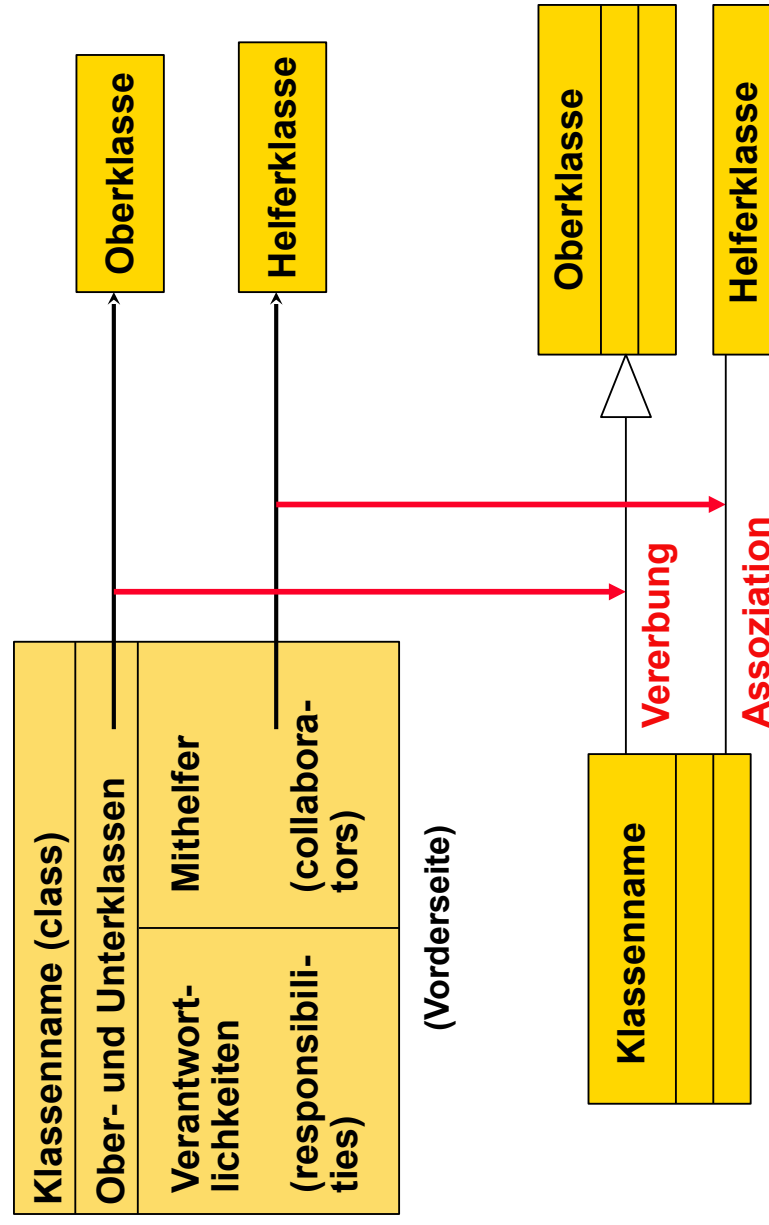 Klassenname (class)
Ober- und Unterklassen
Verantwort-
lichkeiten
(responsibili-
ties)
Mithelfer
(collabora-
tors)
(Vorderseite)
Oberklasse
Helferklasse
Klassenname
Vererbung
Assoziation
Oberklasse
Helferklasse